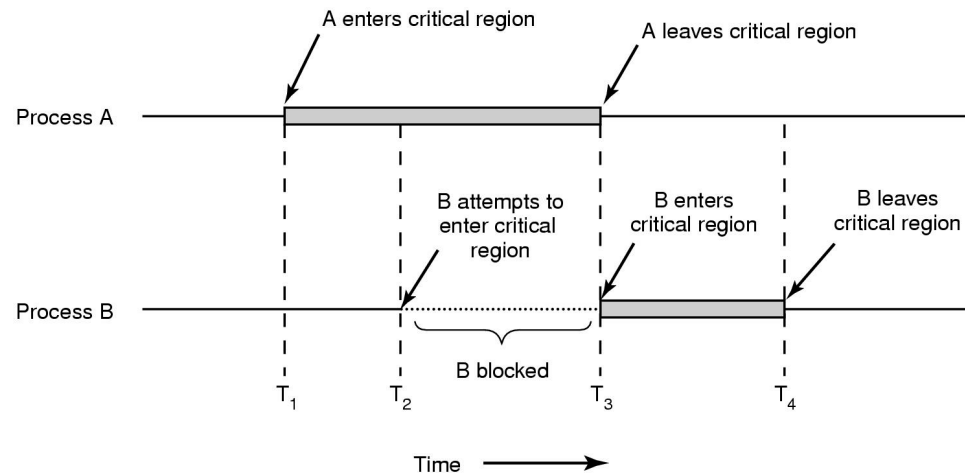 A enters critical region
A leaves critical region
Process A
B attempts to
enter critical
region
B enters
critical region
B leaves
critical region
Process B
B blocked
T1
T2
T3
T4
Time